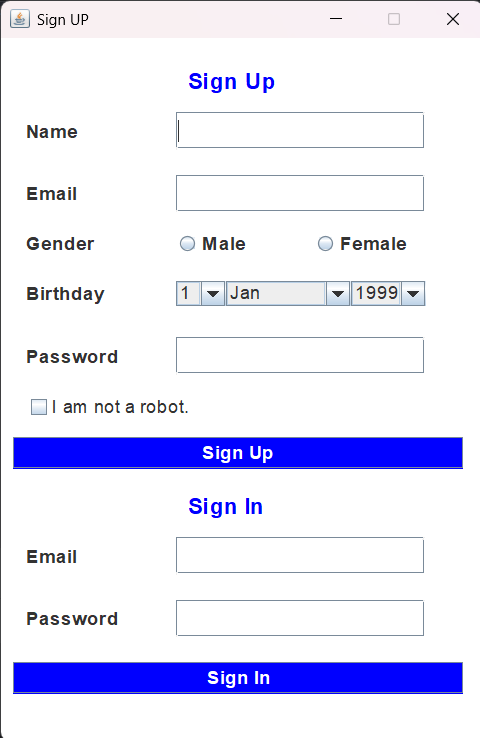 Sign UP
Sign Up
Name
Email
Gender Male Female
Birthday 1 Jan 1999
Password
I am not a robot.
Sign Up
Sign In
Email
Password
Sign In